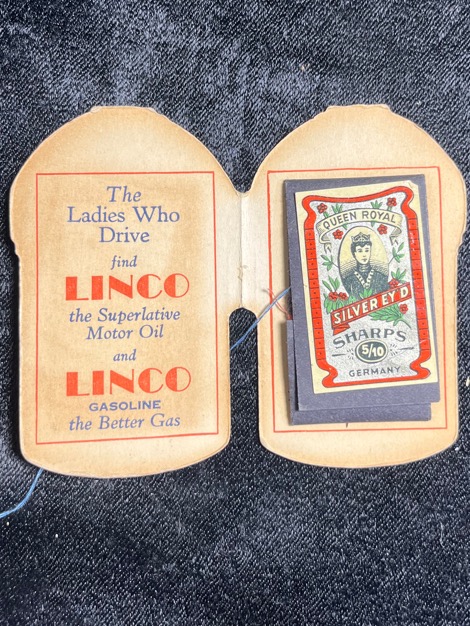 The
Ladies Who
Drive
find
LINCO
the Superlative
Motor Oil
and
LINCO
GASOLINE
the Better Gas
QUEEN ROYAL
SILVER EY'D
SHARPS
5/10
GERMANY